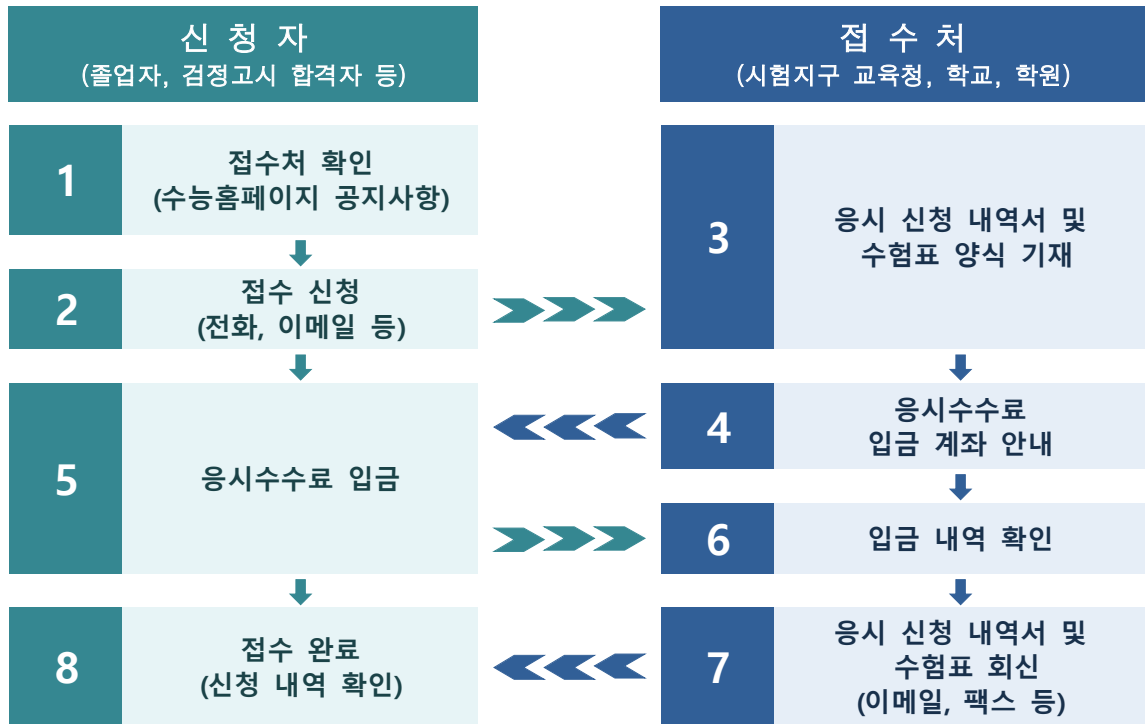 신 청 자
(졸업자, 검정고시 합격자 등)
접 수 처
(시험지구 교육청, 학교, 학원)
1
접수처 확인
(수능홈페이지 공지사항)
2
접수 신청
(전화, 이메일 등)
3
응시 신청 내역서 및
수험표 양식 기재
4
응시수수료
입금 계좌 안내
5
응시수수료 입금
6
입금 내역 확인
7
응시 신청 내역서 및
수험표 회신
(이메일, 팩스 등)
8
접수 완료
(신청 내역 확인)